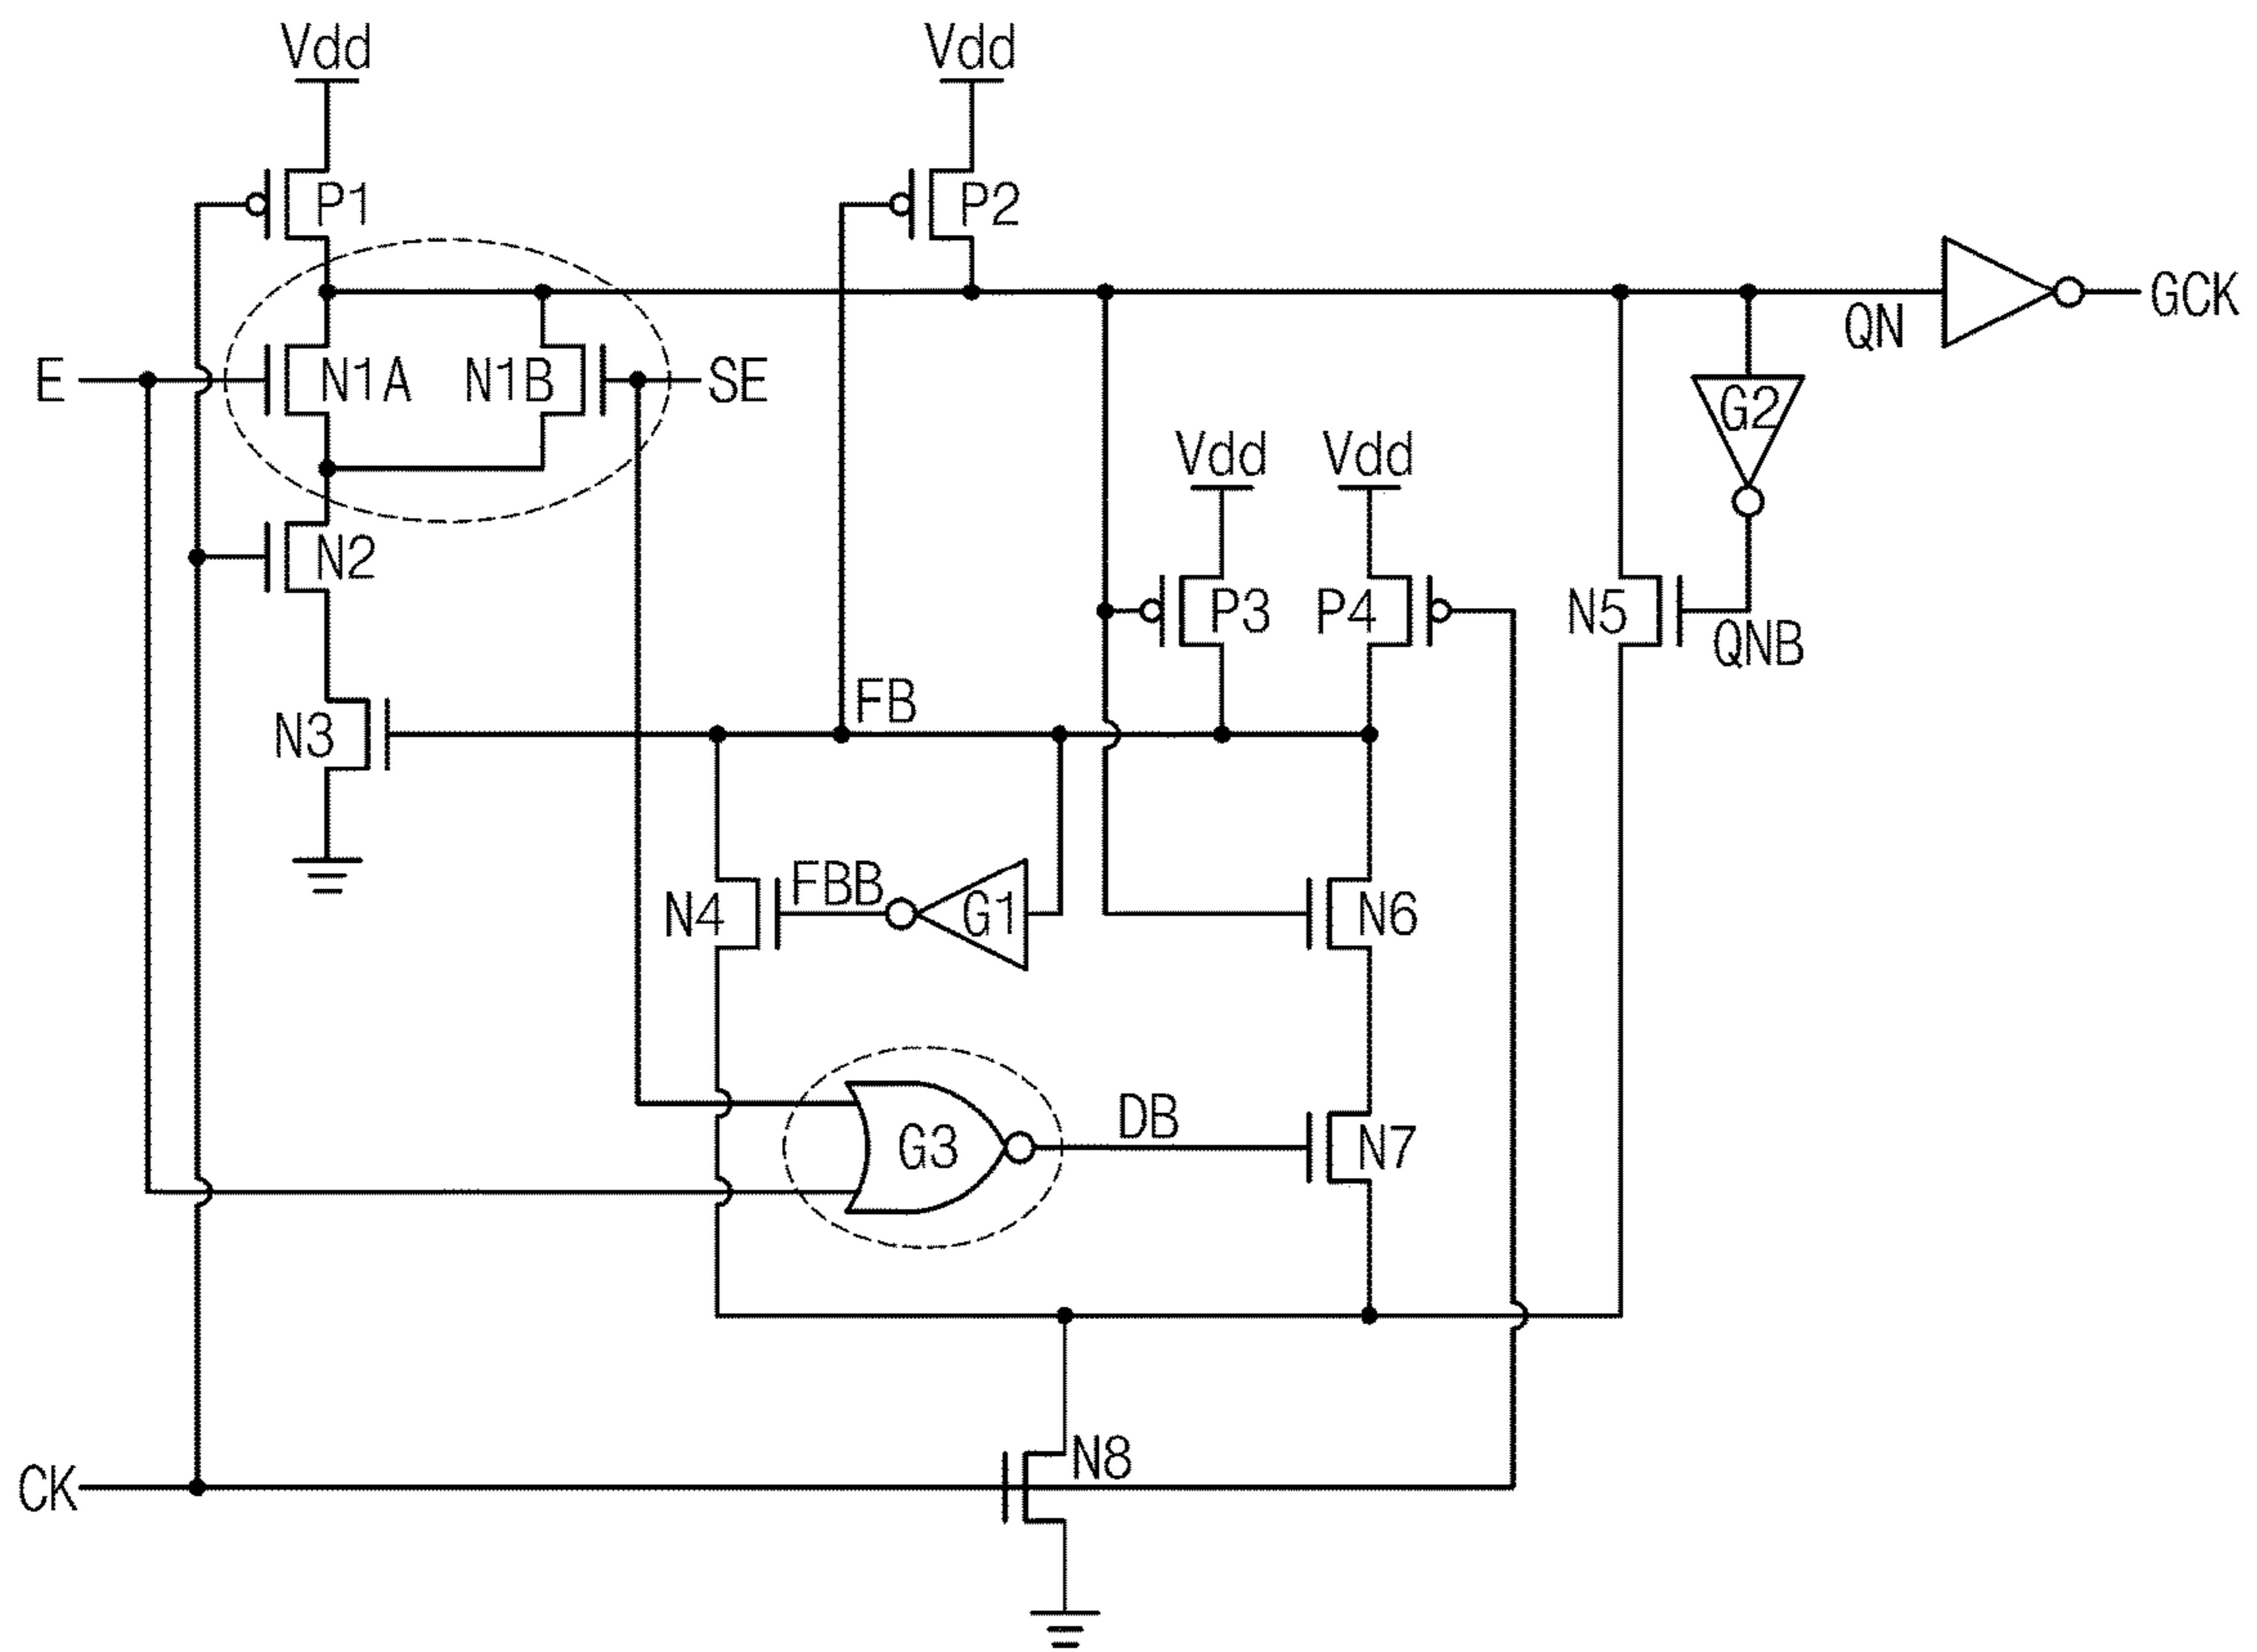 Vdd Vdd
P1 P2
GCK
QN
E N1A N1B SE
G2
Vdd Vdd
N2
P3 P4 N5
QNB
FB
N3
FBB
N4 G1 N6
DB
G3 N7
N8
CK